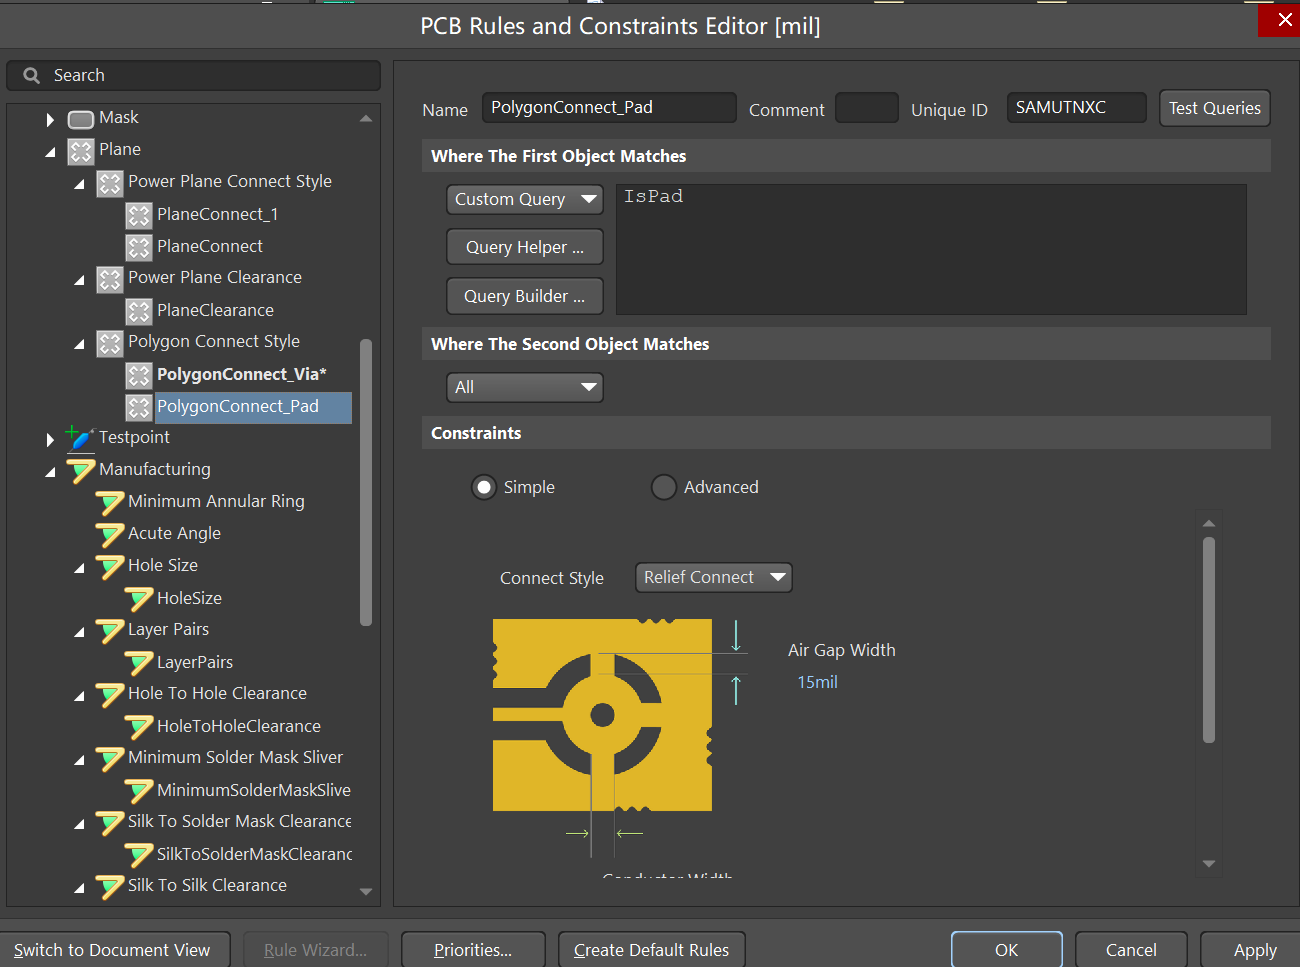 PCB Rules and Constraints Editor [mil]
Search
Mask
Plane
Power Plane Connect Style
PlaneConnect_1
PlaneConnect
Power Plane Clearance
PlaneClearance
Polygon Connect Style
PolygonConnect_Via*
PolygonConnect_Pad
Testpoint
Manufacturing
Minimum Annular Ring
Acute Angle
Hole Size
HoleSize
Layer Pairs
LayerPairs
Hole To Hole Clearance
HoleToHoleClearance
Minimum Solder Mask Sliver
MinimumSolderMaskSlive
Silk To Solder Mask Clearance
SilkToSolderMaskClearanc
Silk To Silk Clearance
Name PolygonConnect_Pad Comment Unique ID SAMUTNXC Test Queries
Where The First Object Matches
Custom Query IsPad
Query Helper ...
Query Builder ...
Where The Second Object Matches
All
Constraints
Simple Advanced
Connect Style Relief Connect
Air Gap Width
15mil
Conductor Width
Switch to Document View Rule Wizard... Priorities... Create Default Rules OK Cancel Apply